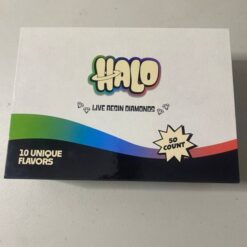 HALO
LIVE RESIN DIAMONDS
50
COUNT
10 UNIQUE
FLAVORS